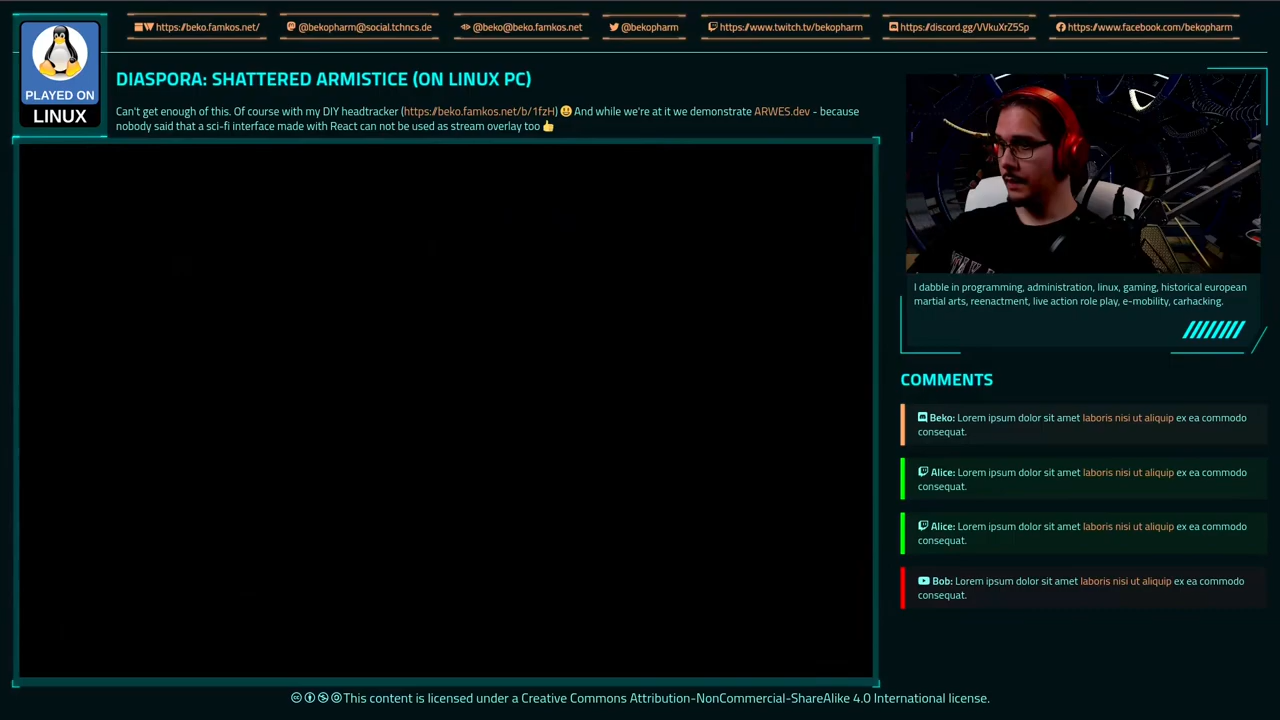 https://beko.famkos.net/
@bekopharm@social.tchncs.de
@beko@beko.famkos.net
@bekopharm
https://www.twitch.tv/bekopharm
https://discord.gg/VVkuXrZ5Sp
https://www.facebook.com/bekopharm
PLAYED ON
LINUX
DIASPORA: SHATTERED ARMISTICE (ON LINUX PC)
Can't get enough of this. Of course with my DIY headtracker (https://beko.famkos.net/b/1fzH) 😃 And while we're at it we demonstrate ARWES.dev - because
nobody said that a sci-fi interface made with React can not be used as stream overlay too 👍
I dabble in programming, administration, linux, gaming, historical european
martial arts, reenactment, live action role play, e-mobility, carhacking.
COMMENTS
Beko: Lorem ipsum dolor sit amet laboris nisi ut aliquip ex ea commodo
consequat.
Alice: Lorem ipsum dolor sit amet laboris nisi ut aliquip ex ea commodo
consequat.
Alice: Lorem ipsum dolor sit amet laboris nisi ut aliquip ex ea commodo
consequat.
Bob: Lorem ipsum dolor sit amet laboris nisi ut aliquip ex ea commodo
consequat.
This content is licensed under a Creative Commons Attribution-NonCommercial-ShareAlike 4.0 International license.